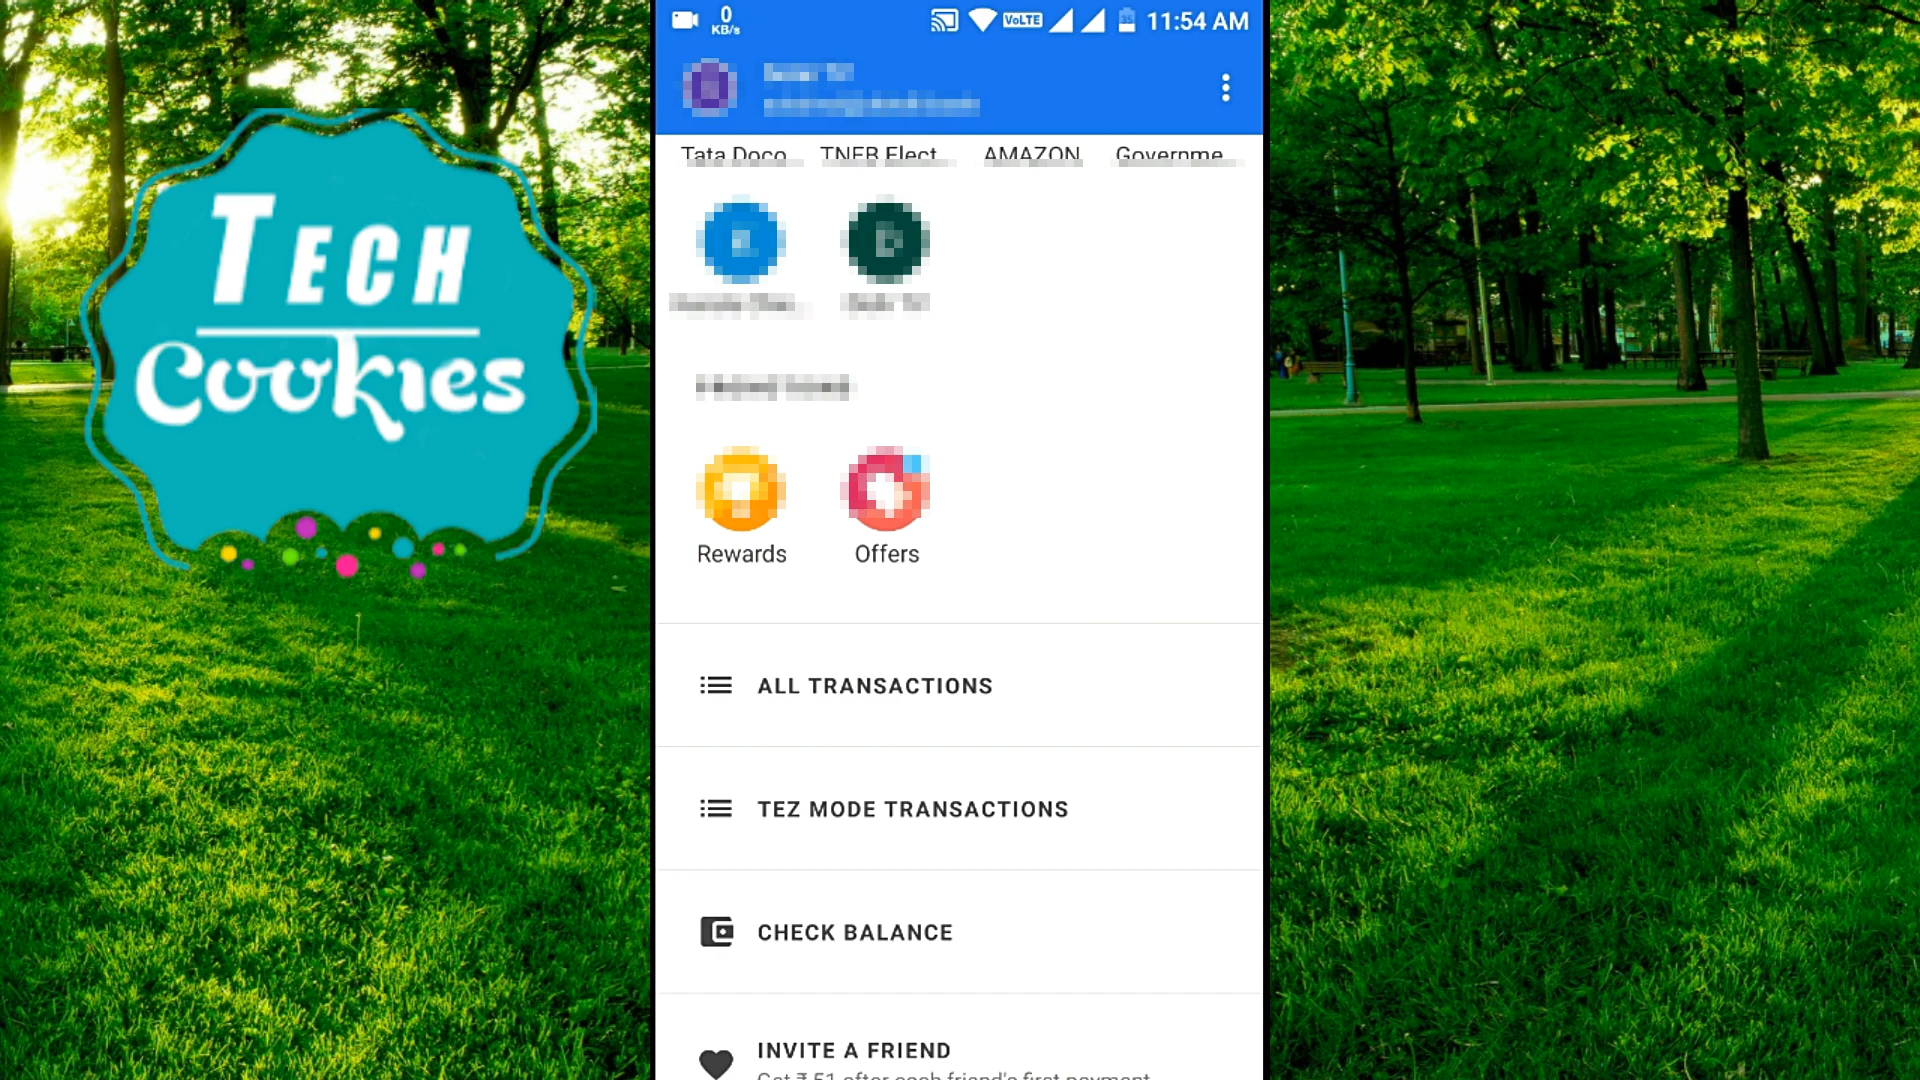 0
KB/s
VoLTE
35
11:54 AM
TECH
Cookies
Tata Doco... TNEB Elect... AMAZON Governme...
Rewards Offers
ALL TRANSACTIONS
TEZ MODE TRANSACTIONS
CHECK BALANCE
INVITE A FRIEND
Get ₹ 51 after each friend's first payment